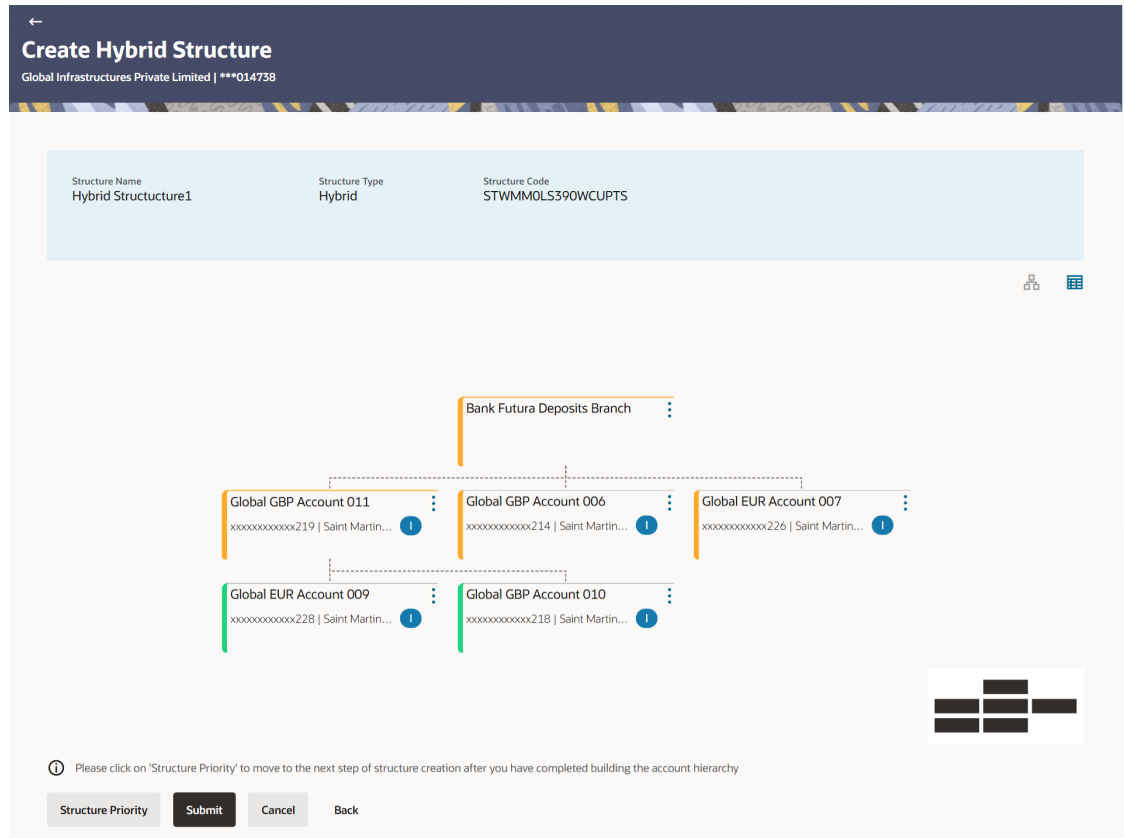 ←
Create Hybrid Structure
Global Infrastructures Private Limited | ***014738
Structure Name Structure Type Structure Code
Hybrid Structucture1 Hybrid STWMM0LS390WCUPTS
Bank Futura Deposits Branch
Global GBP Account 011 Global GBP Account 006 Global EUR Account 007
xxxxxxxxxxxx219 | Saint Martin... I xxxxxxxxxxxx214 | Saint Martin... I xxxxxxxxxxxx226 | Saint Martin... I
Global EUR Account 009 Global GBP Account 010
xxxxxxxxxxxx228 | Saint Martin... I xxxxxxxxxxxx218 | Saint Martin... I
Please click on 'Structure Priority' to move to the next step of structure creation after you have completed building the account hierarchy
Structure Priority Submit Cancel Back